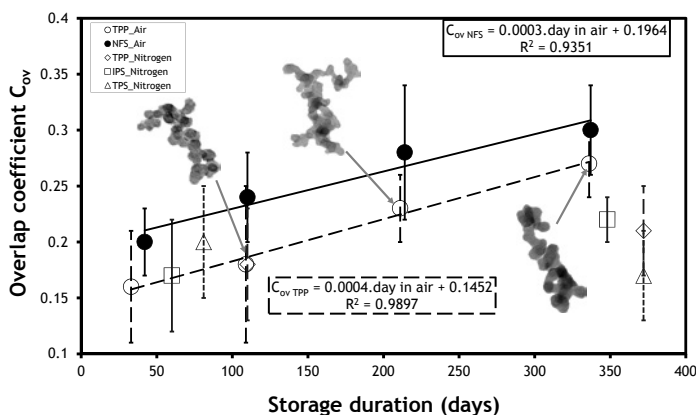 0.4
0.35
0.3
0.25
0.2
0.15
0.1
0
50
100
150
200
250
300
350
400
Overlap coefficient Cov
Storage duration (days)
TPP_Air
NFS_Air
TPP_Nitrogen
IPS_Nitrogen
TPS_Nitrogen
Cov NFS = 0.0003.day in air + 0.1964
R² = 0.9351
Cov TPP = 0.0004.day in air + 0.1452
R² = 0.9897